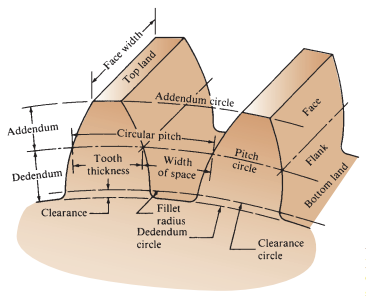 Face width
Top land
Addendum circle
Addendum
Circular pitch
Face
Tooth
thickness
Width
of space
Pitch
circle
Flank
Dedendum
Bottom land
Clearance
Fillet
radius
Dedendum
circle
Clearance
circle